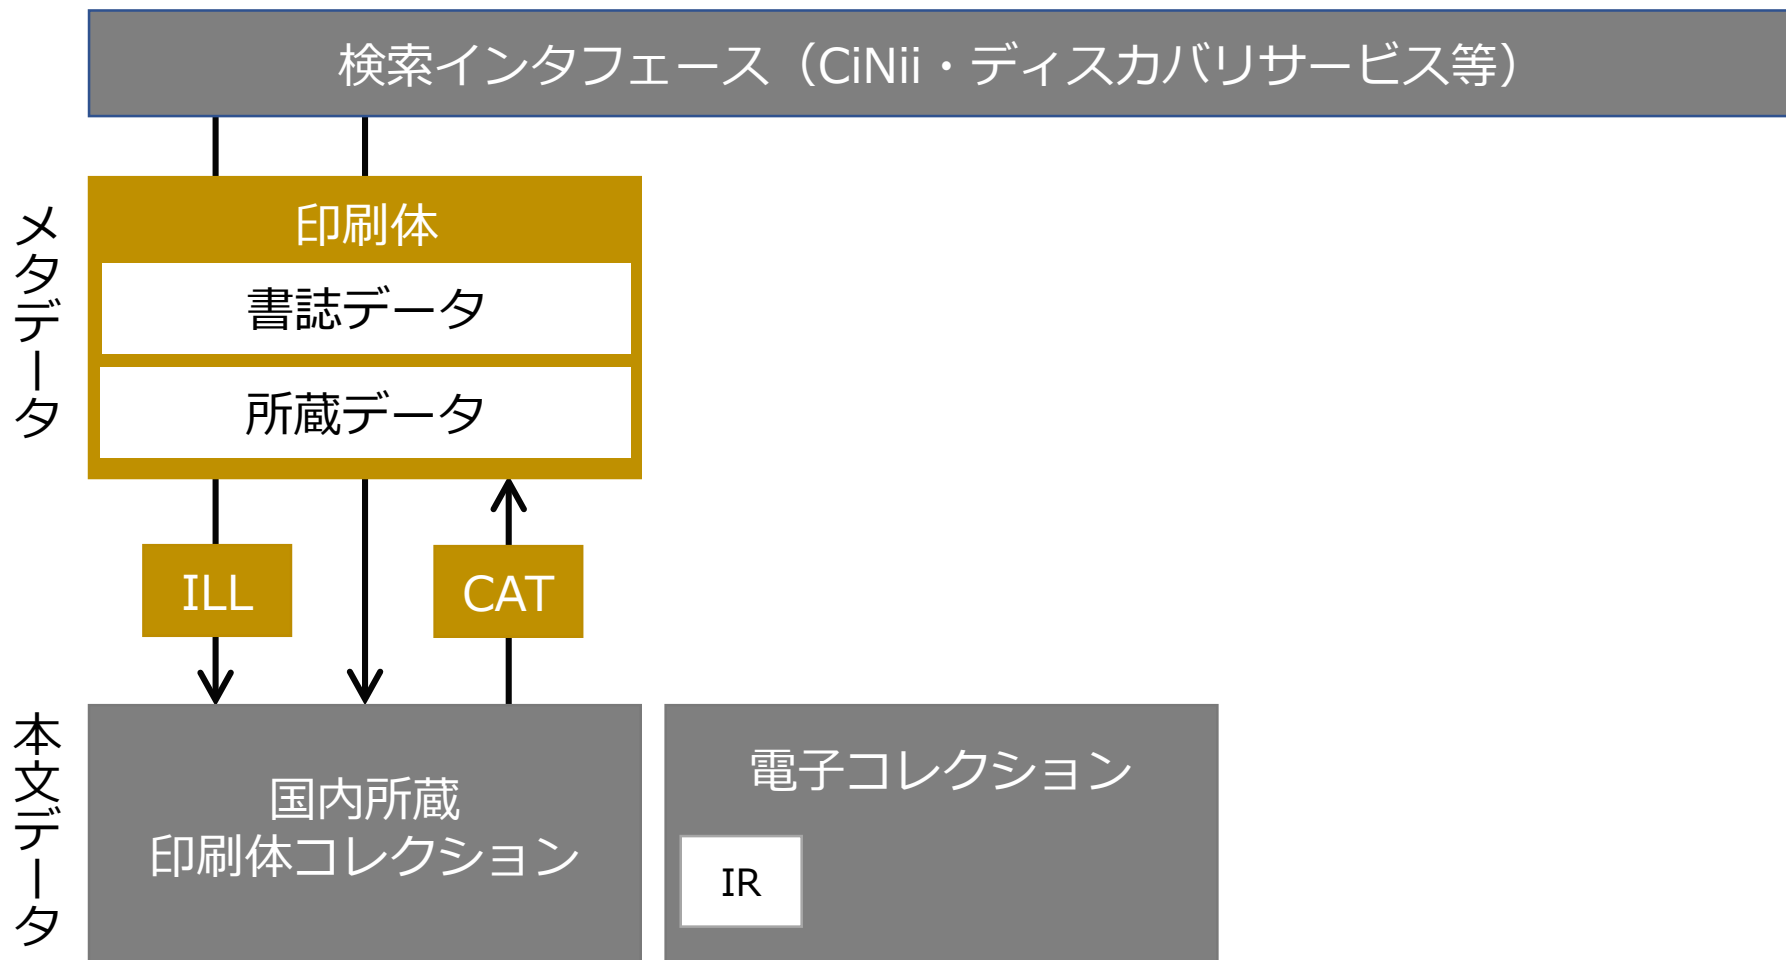 検索インタフェース（CiNii・ディスカバリサービス等）
メタデータ
印刷体
書誌データ
所蔵データ
ILL
CAT
本文データ
国内所蔵
印刷体コレクション
電子コレクション
IR